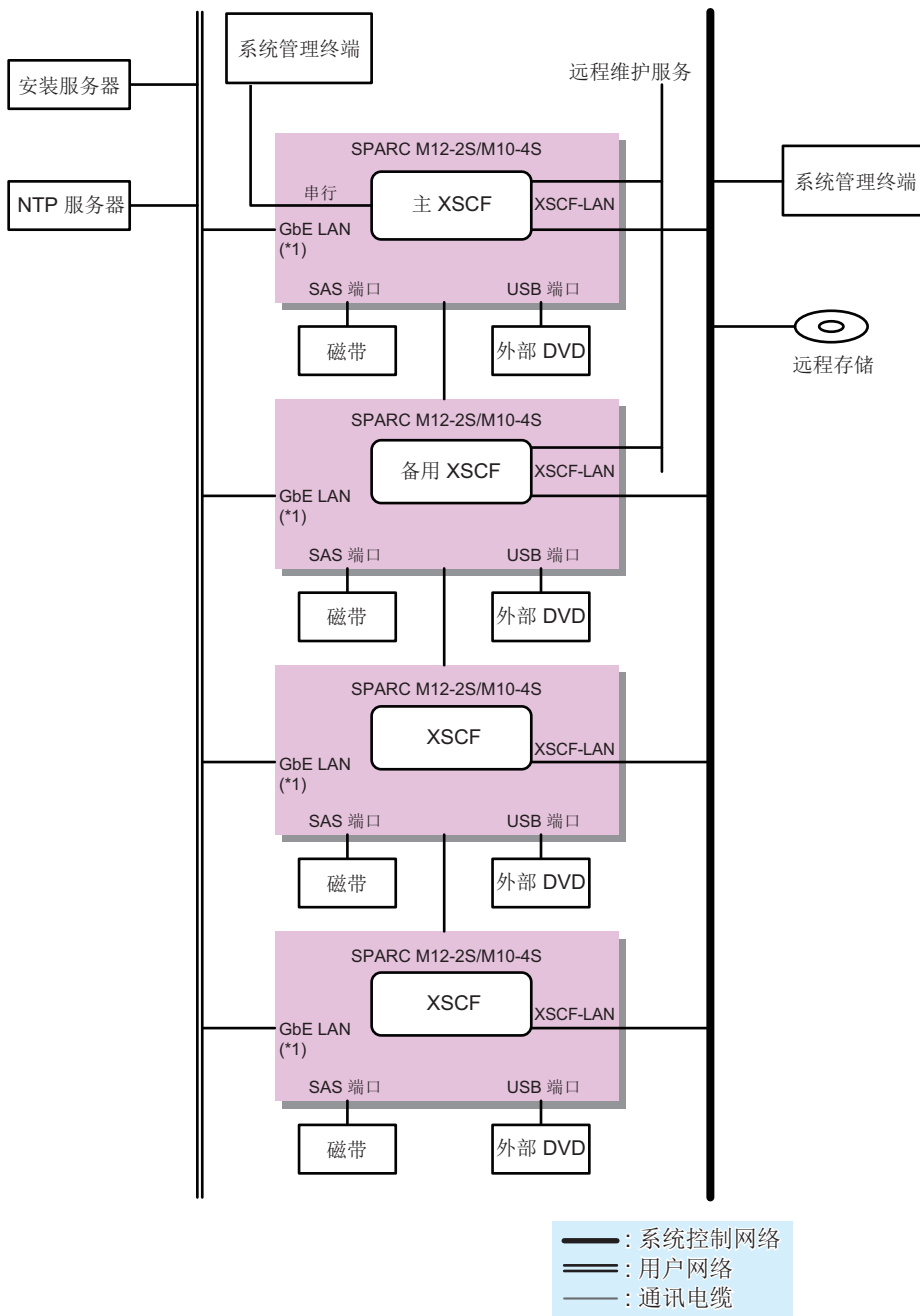 系统管理终端
安装服务器
远程维护服务
SPARC M12-2S/M10-4S
系统管理终端
NTP 服务器
串行
主 XSCF
XSCF-LAN
GbE LAN
(*1)
SAS 端口
USB 端口
磁带
外部 DVD
远程存储
SPARC M12-2S/M10-4S
备用 XSCF
XSCF-LAN
GbE LAN
(*1)
SAS 端口
USB 端口
磁带
外部 DVD
SPARC M12-2S/M10-4S
XSCF
XSCF-LAN
GbE LAN
(*1)
SAS 端口
USB 端口
磁带
外部 DVD
SPARC M12-2S/M10-4S
XSCF
XSCF-LAN
GbE LAN
(*1)
SAS 端口
USB 端口
磁带
外部 DVD
: 系统控制网络
: 用户网络
: 通讯电缆